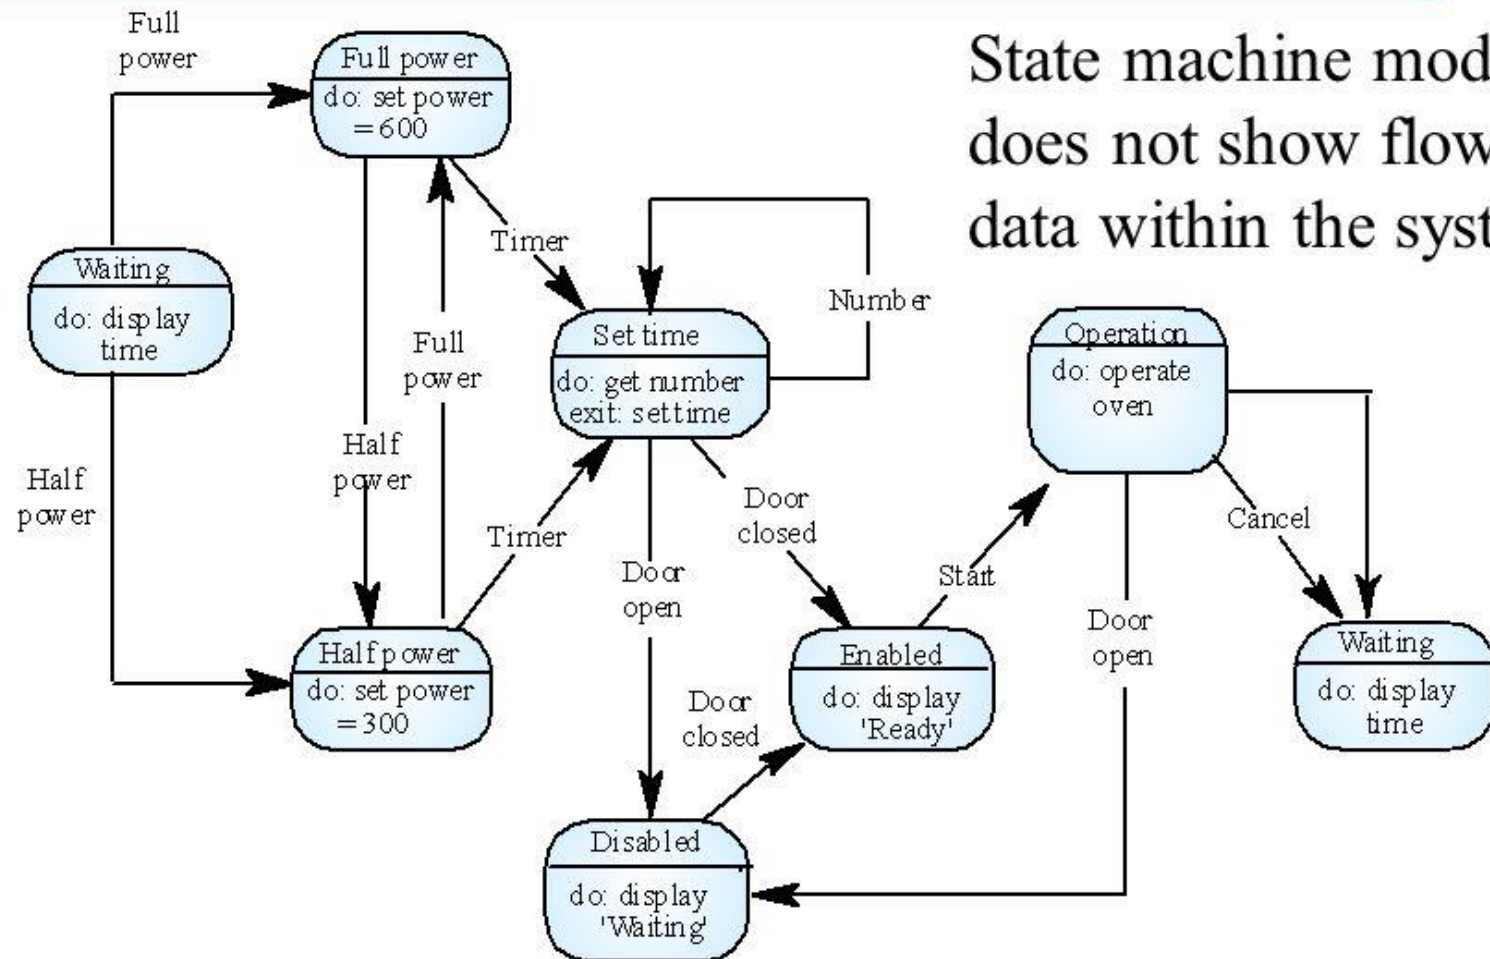 Full
power
Full power
do: set power
= 600
State machine mod
does not show flow
data within the syst
Timer
Waiting
do: display
time
Number
Full
power
Set time
do: get number
exit: set time
Operation
do: operate
oven
Half
power
Half
power
Timer
Door
closed
Cancel
Door
open
Start
Door
open
Half power
do: set power
= 300
Enabled
do: display
'Ready'
Waiting
do: display
time
Door
closed
Disabled
do: display
'Waiting'